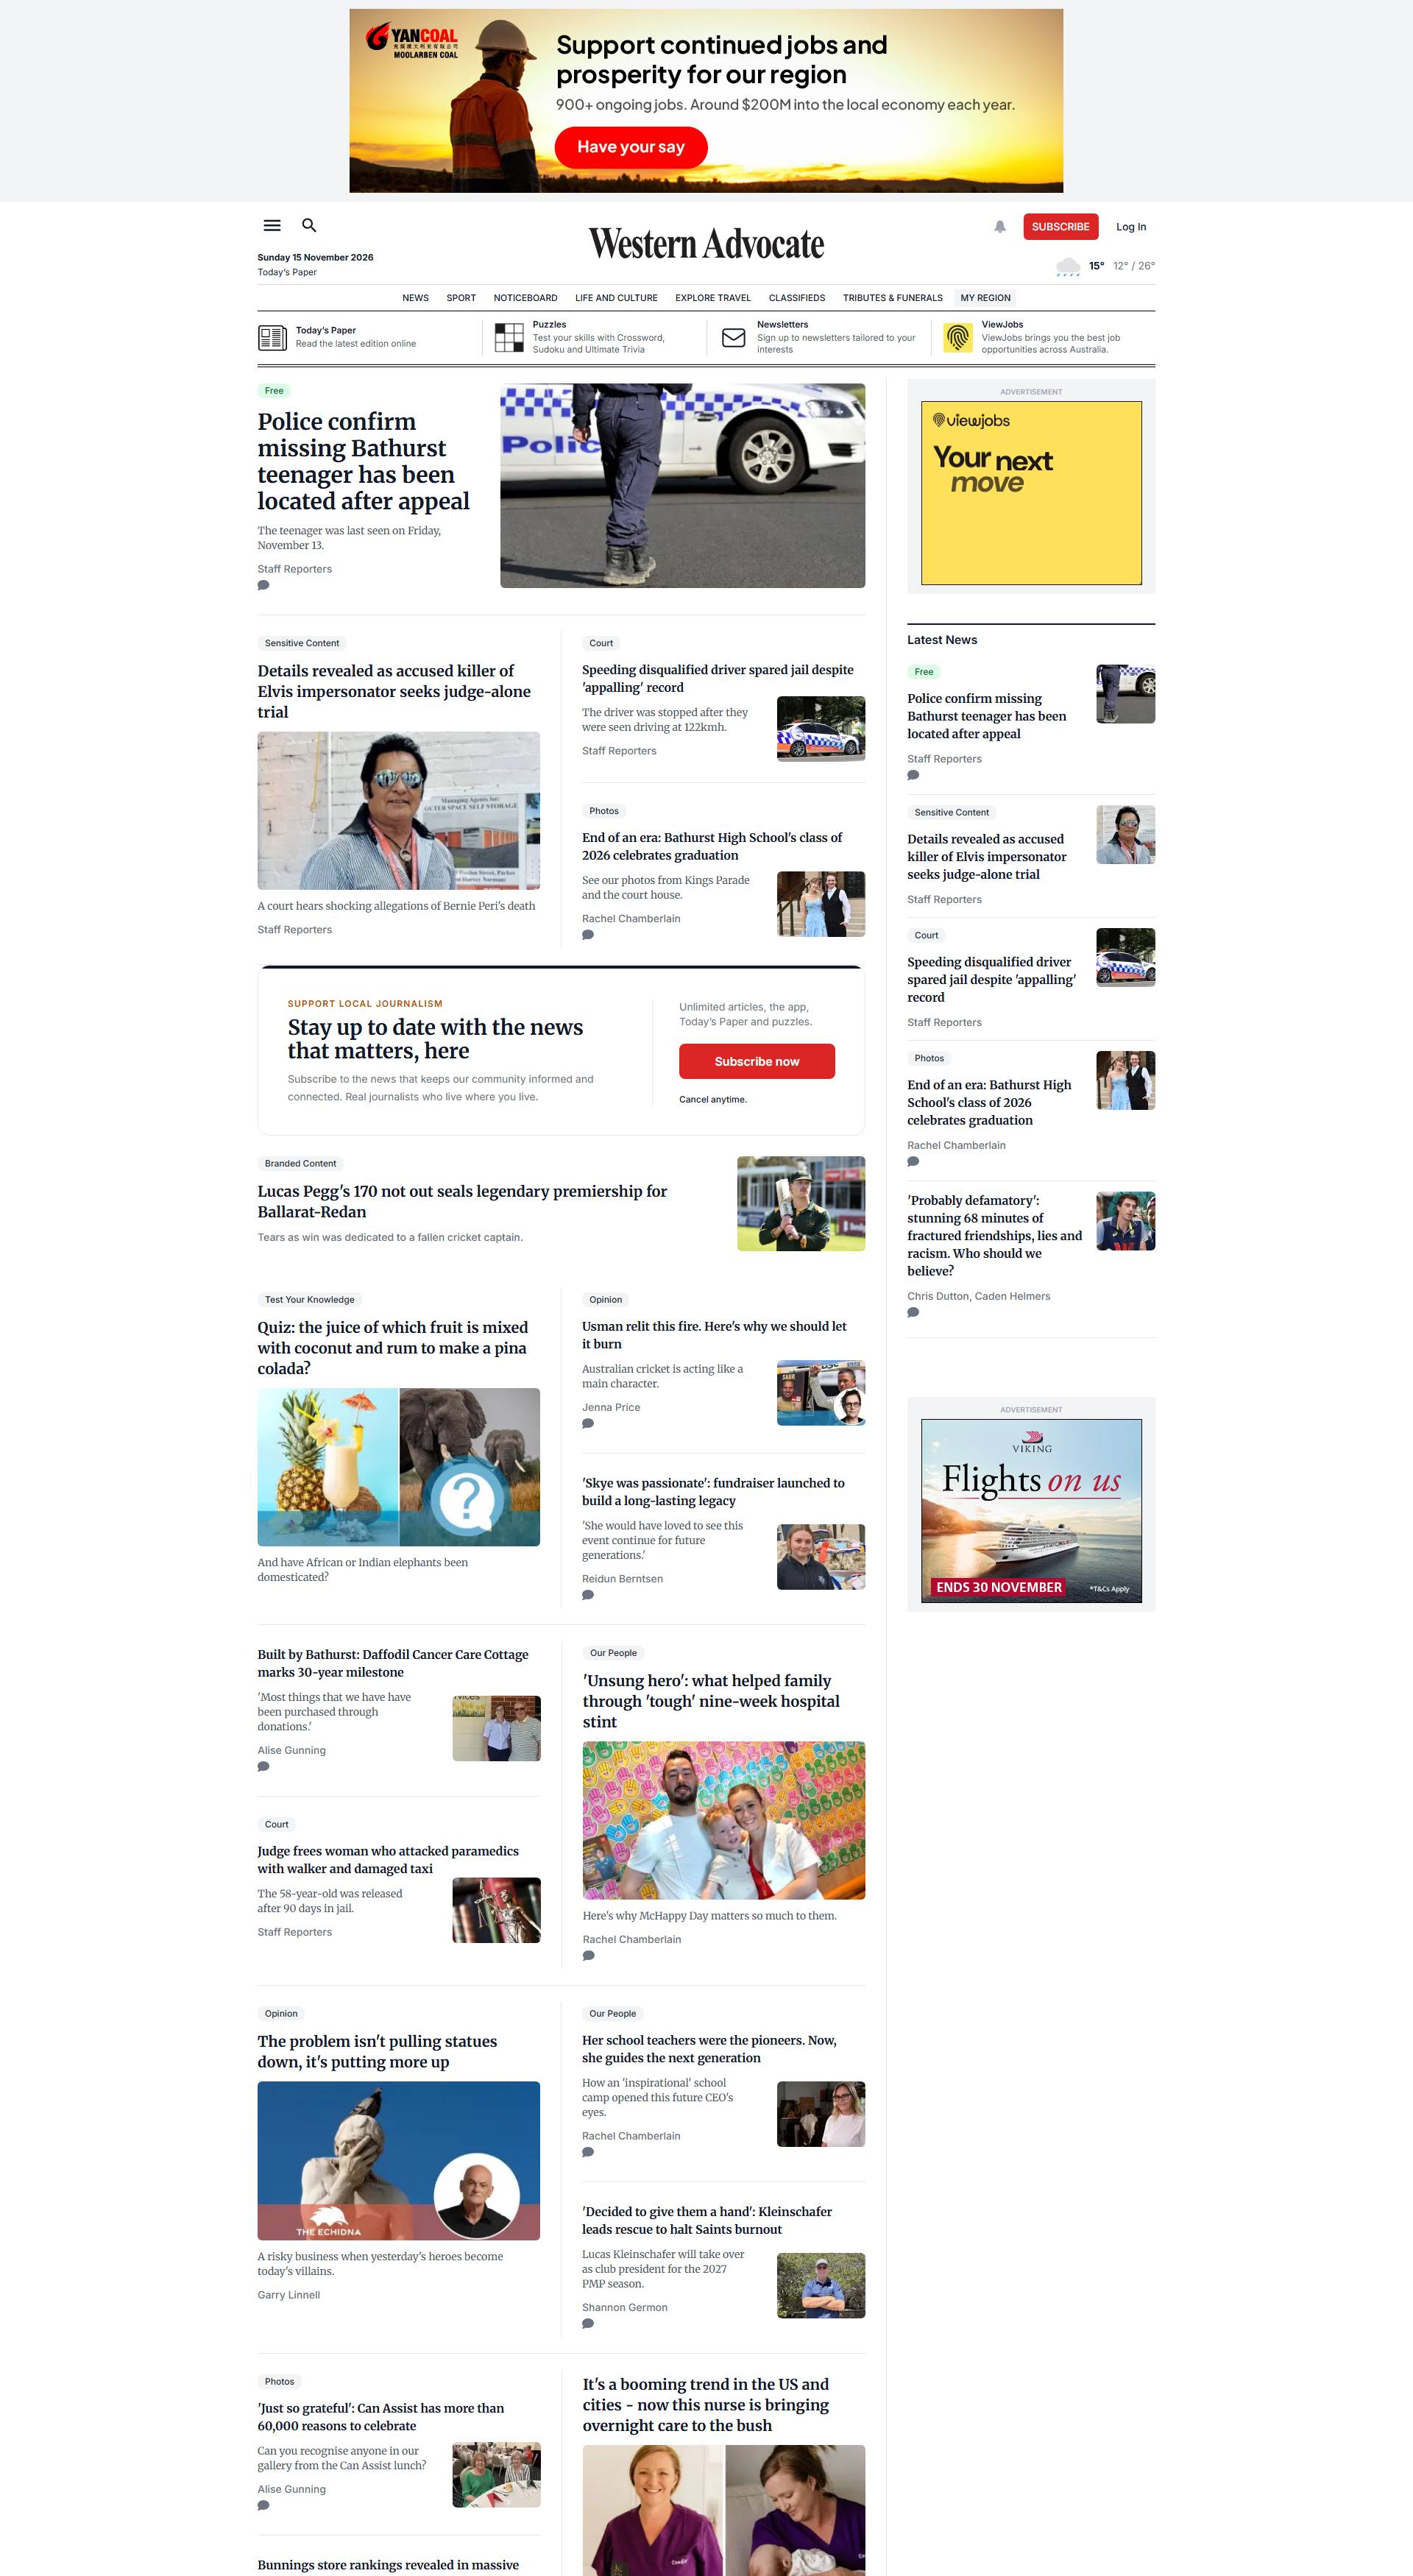 YANCOAL
MOOLARBEN COAL
Support continued jobs and
prosperity for our region
900+ ongoing jobs. Around $200M into the local economy each year.
Have your say
SUBSCRIBE
Log In
Western Advocate
Sunday 15 November 2026
Today's Paper
15° 12° / 26°
NEWS SPORT NOTICEBOARD LIFE AND CULTURE EXPLORE TRAVEL CLASSIFIEDS TRIBUTES & FUNERALS MY REGION
Today's Paper
Read the latest edition online
Puzzles
Test your skills with Crossword,
Sudoku and Ultimate Trivia
Newsletters
Sign up to newsletters tailored to your
interests
ViewJobs
ViewJobs brings you the best job
opportunities across Australia.
Free
Police confirm
missing Bathurst
teenager has been
located after appeal
The teenager was last seen on Friday,
November 13.
Staff Reporters
Polic
Sensitive Content
Details revealed as accused killer of
Elvis impersonator seeks judge-alone
trial
Managing Agents for:
OUTER SPACE SELF STORAGE
A court hears shocking allegations of Bernie Peri's death
Staff Reporters
Court
Speeding disqualified driver spared jail despite
'appalling' record
The driver was stopped after they
were seen driving at 122kmh.
Staff Reporters
Photos
End of an era: Bathurst High School's class of
2026 celebrates graduation
See our photos from Kings Parade
and the court house.
Rachel Chamberlain
SUPPORT LOCAL JOURNALISM
Stay up to date with the news
that matters, here
Subscribe to the news that keeps our community informed and
connected. Real journalists who live where you live.
Unlimited articles, the app,
Today's Paper and puzzles.
Subscribe now
Cancel anytime.
Branded Content
Lucas Pegg's 170 not out seals legendary premiership for
Ballarat-Redan
Tears as win was dedicated to a fallen cricket captain.
Test Your Knowledge
Quiz: the juice of which fruit is mixed
with coconut and rum to make a pina
colada?
And have African or Indian elephants been
domesticated?
Opinion
Usman relit this fire. Here's why we should let
it burn
Australian cricket is acting like a
main character.
Jenna Price
'Skye was passionate': fundraiser launched to
build a long-lasting legacy
'She would have loved to see this
event continue for future
generations.'
Reidun Berntsen
Built by Bathurst: Daffodil Cancer Care Cottage
marks 30-year milestone
'Most things that we have have
been purchased through
donations.'
Alise Gunning
Court
Judge frees woman who attacked paramedics
with walker and damaged taxi
The 58-year-old was released
after 90 days in jail.
Staff Reporters
Our People
'Unsung hero': what helped family
through 'tough' nine-week hospital
stint
Here's why McHappy Day matters so much to them.
Rachel Chamberlain
Opinion
The problem isn't pulling statues
down, it's putting more up
THE ECHIDNA
A risky business when yesterday's heroes become
today's villains.
Garry Linnell
Our People
Her school teachers were the pioneers. Now,
she guides the next generation
How an 'inspirational' school
camp opened this future CEO's
eyes.
Rachel Chamberlain
'Decided to give them a hand': Kleinschafer
leads rescue to halt Saints burnout
Lucas Kleinschafer will take over
as club president for the 2027
PMP season.
Shannon Germon
Photos
'Just so grateful': Can Assist has more than
60,000 reasons to celebrate
Can you recognise anyone in our
gallery from the Can Assist lunch?
Alise Gunning
Bunnings store rankings revealed in massive
It's a booming trend in the US and
cities - now this nurse is bringing
overnight care to the bush
ADVERTISEMENT
viewjobs
Your next
move
Latest News
Free
Police confirm missing
Bathurst teenager has been
located after appeal
Staff Reporters
Sensitive Content
Details revealed as accused
killer of Elvis impersonator
seeks judge-alone trial
Staff Reporters
Court
Speeding disqualified driver
spared jail despite 'appalling'
record
Staff Reporters
Photos
End of an era: Bathurst High
School's class of 2026
celebrates graduation
Rachel Chamberlain
'Probably defamatory':
stunning 68 minutes of
fractured friendships, lies and
racism. Who should we
believe?
Chris Dutton, Caden Helmers
ADVERTISEMENT
VIKING
Flights on us
ENDS 30 NOVEMBER
*T&Cs Apply